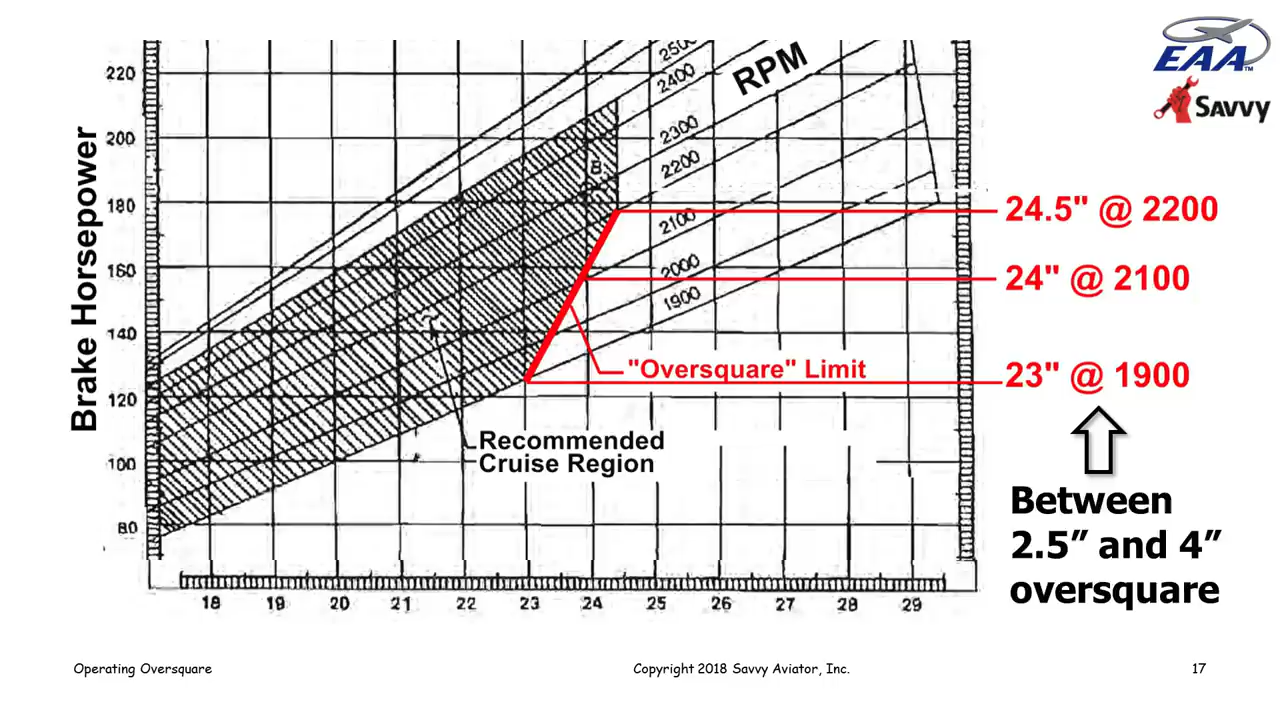 EAA™
SAVVY
220
200
180
160
140
120
100
80
Brake Horsepower
2500
2400
RPM
2300
2200
2100
2000
1900
B
24.5" @ 2200
24" @ 2100
"Oversquare" Limit
23" @ 1900
Recommended
Cruise Region
Between
2.5” and 4”
oversquare
18 19 20 21 22 23 24 25 26 27 28 29
Operating Oversquare
Copyright 2018 Savvy Aviator, Inc.
17